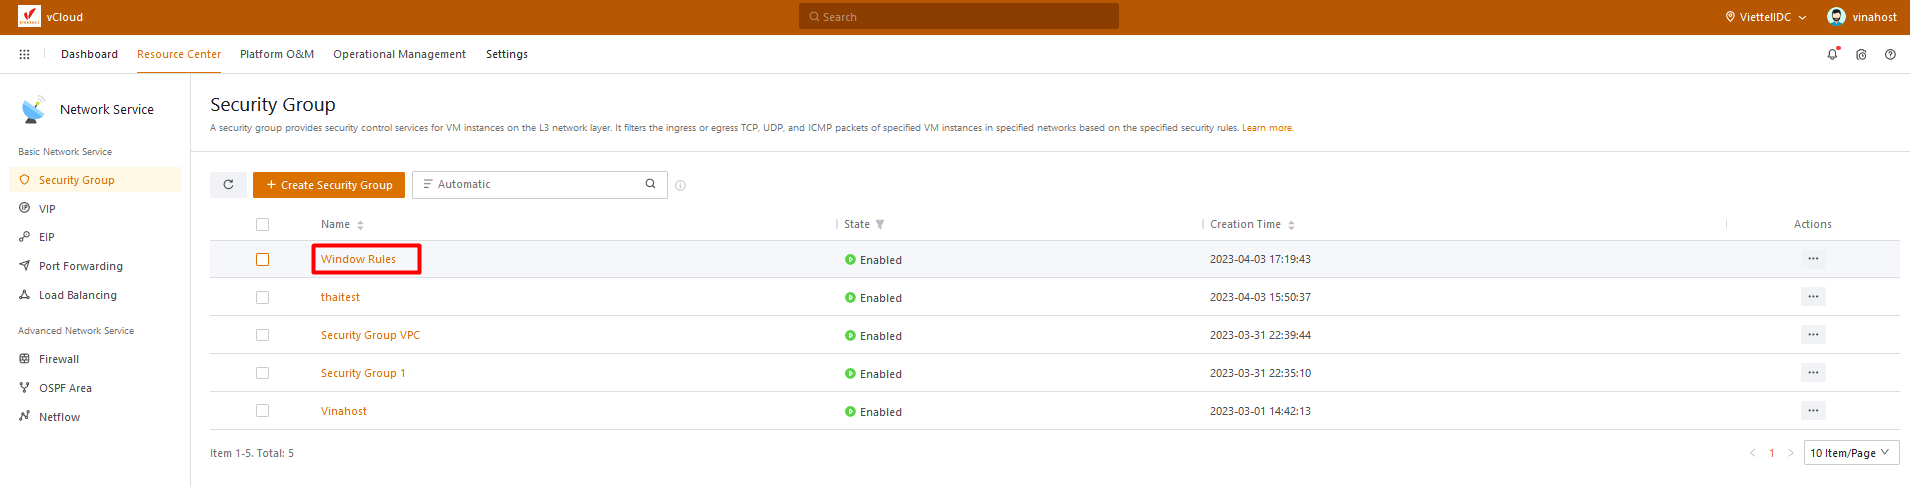 vCloud
Search
ViettelIDC
vinahost
Dashboard Resource Center Platform O&M Operational Management Settings
Network Service
Basic Network Service
Security Group
VIP
EIP
Port Forwarding
Load Balancing
Advanced Network Service
Firewall
OSPF Area
Netflow
Security Group
A security group provides security control services for VM instances on the L3 network layer. It filters the ingress or egress TCP, UDP, and ICMP packets of specified VM instances in specified networks based on the specified security rules. Learn more.
+ Create Security Group
Automatic
Name State Creation Time Actions
Window Rules Enabled 2023-04-03 17:19:43 ...
thaitest Enabled 2023-04-03 15:50:37 ...
Security Group VPC Enabled 2023-03-31 22:39:44 ...
Security Group 1 Enabled 2023-03-31 22:35:10 ...
Vinahost Enabled 2023-03-01 14:42:13 ...
Item 1-5. Total: 5
< 1 > 10 Item/Page